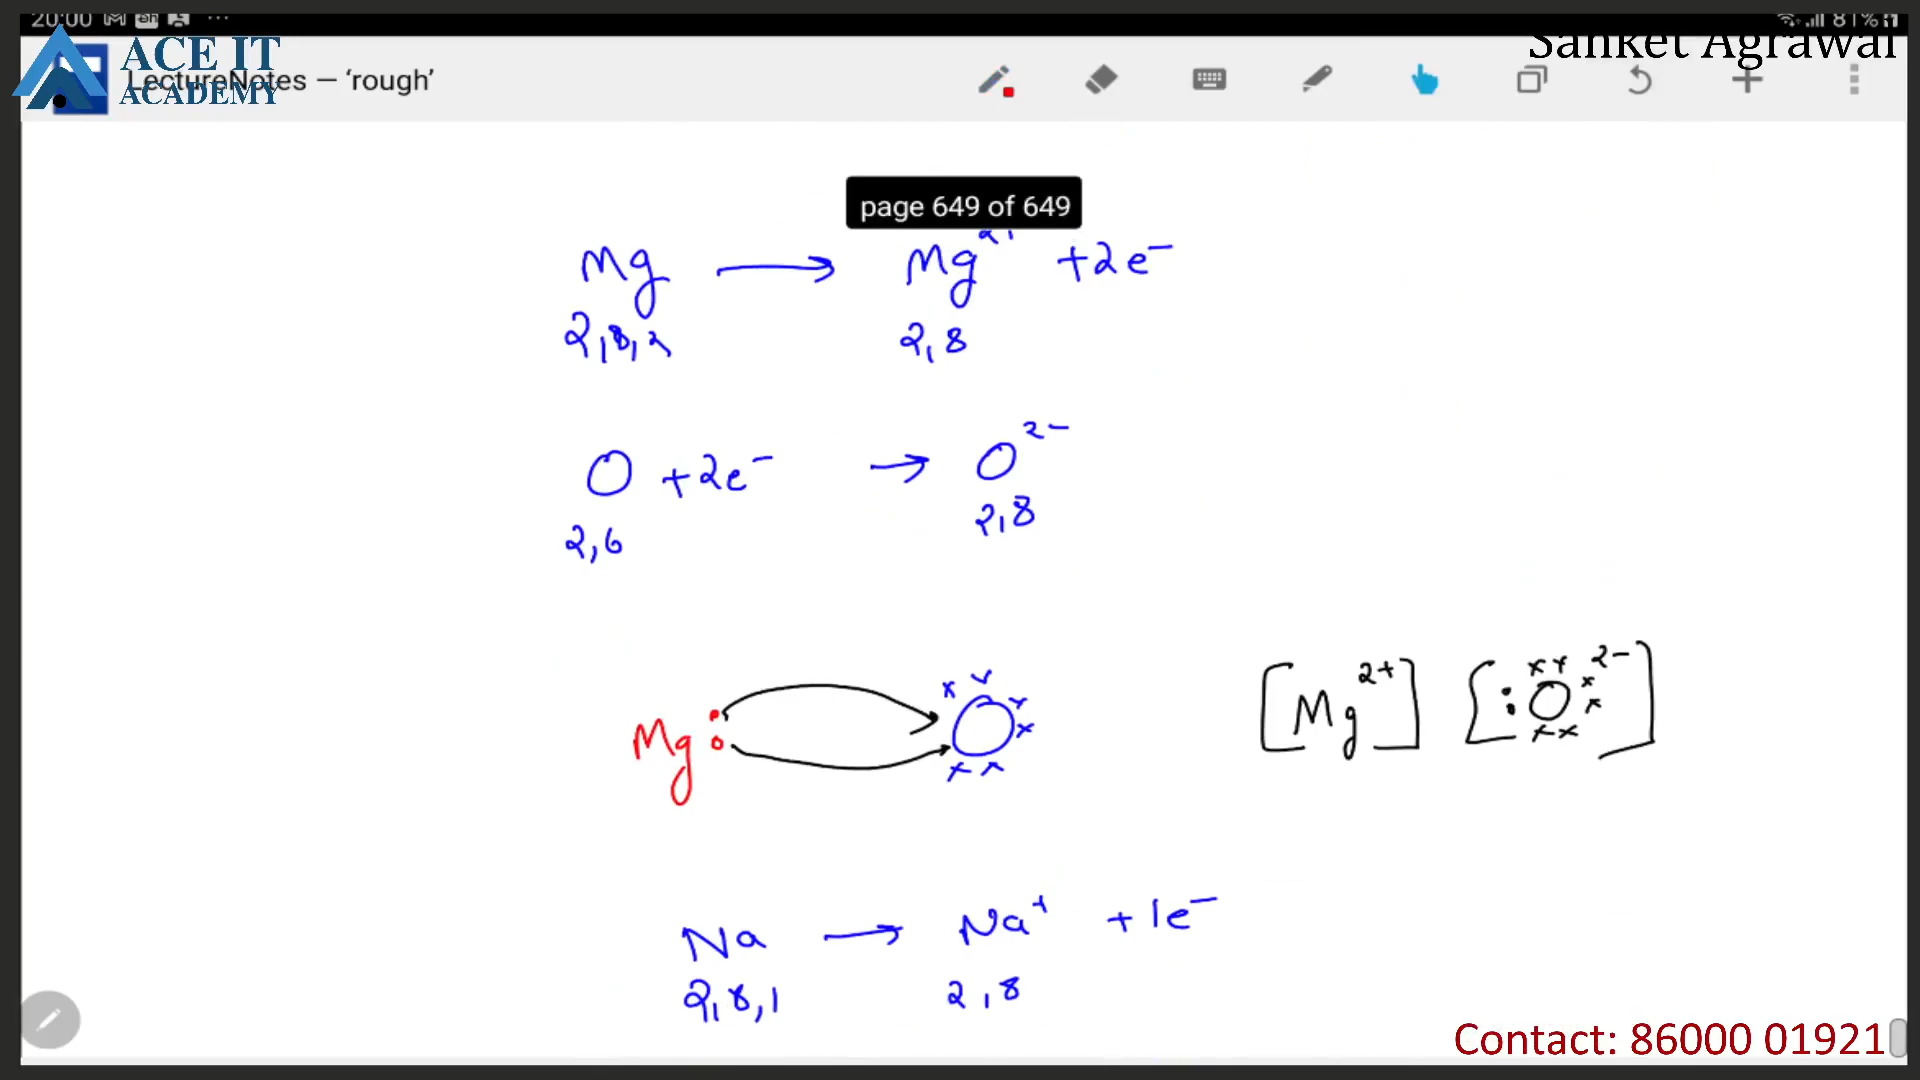 20:00 81%
ACE IT
ACADEMY
LectureNotes — ‘rough’
Sanket Agrawal
page 649 of 649
Mg → Mg²⁺ +2e⁻
2,8,2 2,8
O +2e⁻ → O²⁻
2,6 2,8
Mg O [Mg²⁺] [:O²⁻]
Na → Na⁺ + 1e⁻
2,8,1 2,8
Contact: 86000 01921